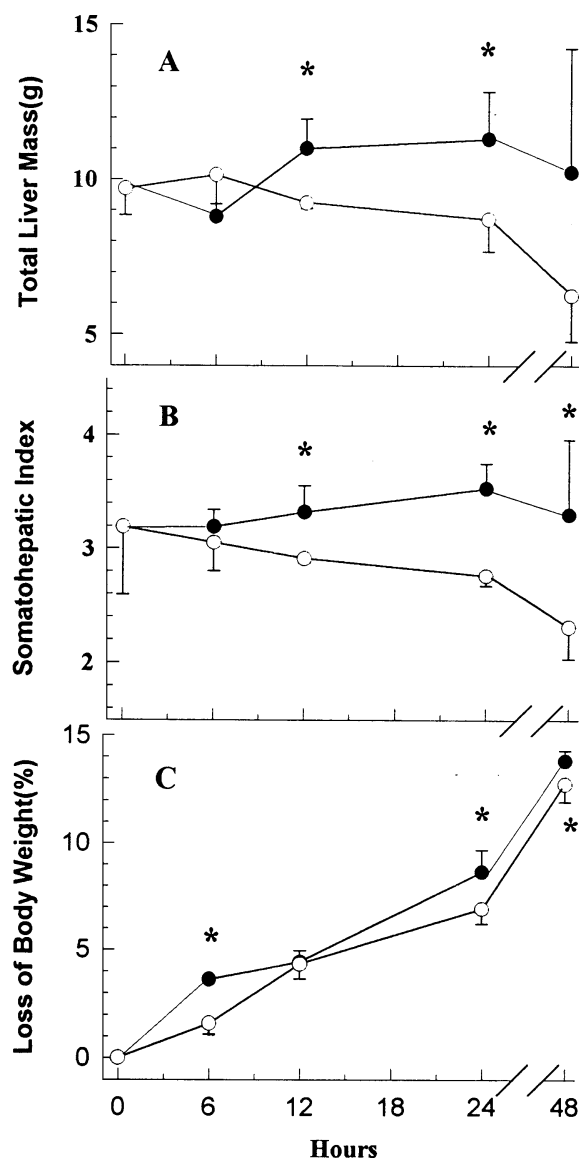 15
10
5
Total Liver Mass(g)
A
*
*
4
3
2
Somatohepatic Index
B
*
*
*
15
10
5
0
Loss of Body Weight(%)
C
*
*
*
0 6 12 18 24 48
Hours